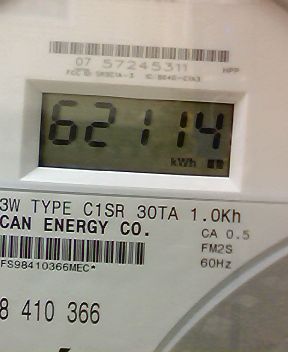 07 57245311
HPP
62114
kWh
3W TYPE C1SR 30TA 1.0Kh
CAN ENERGY CO.
CA 0.5
FM2S
60Hz
FS98410366MEC*
8 410 366